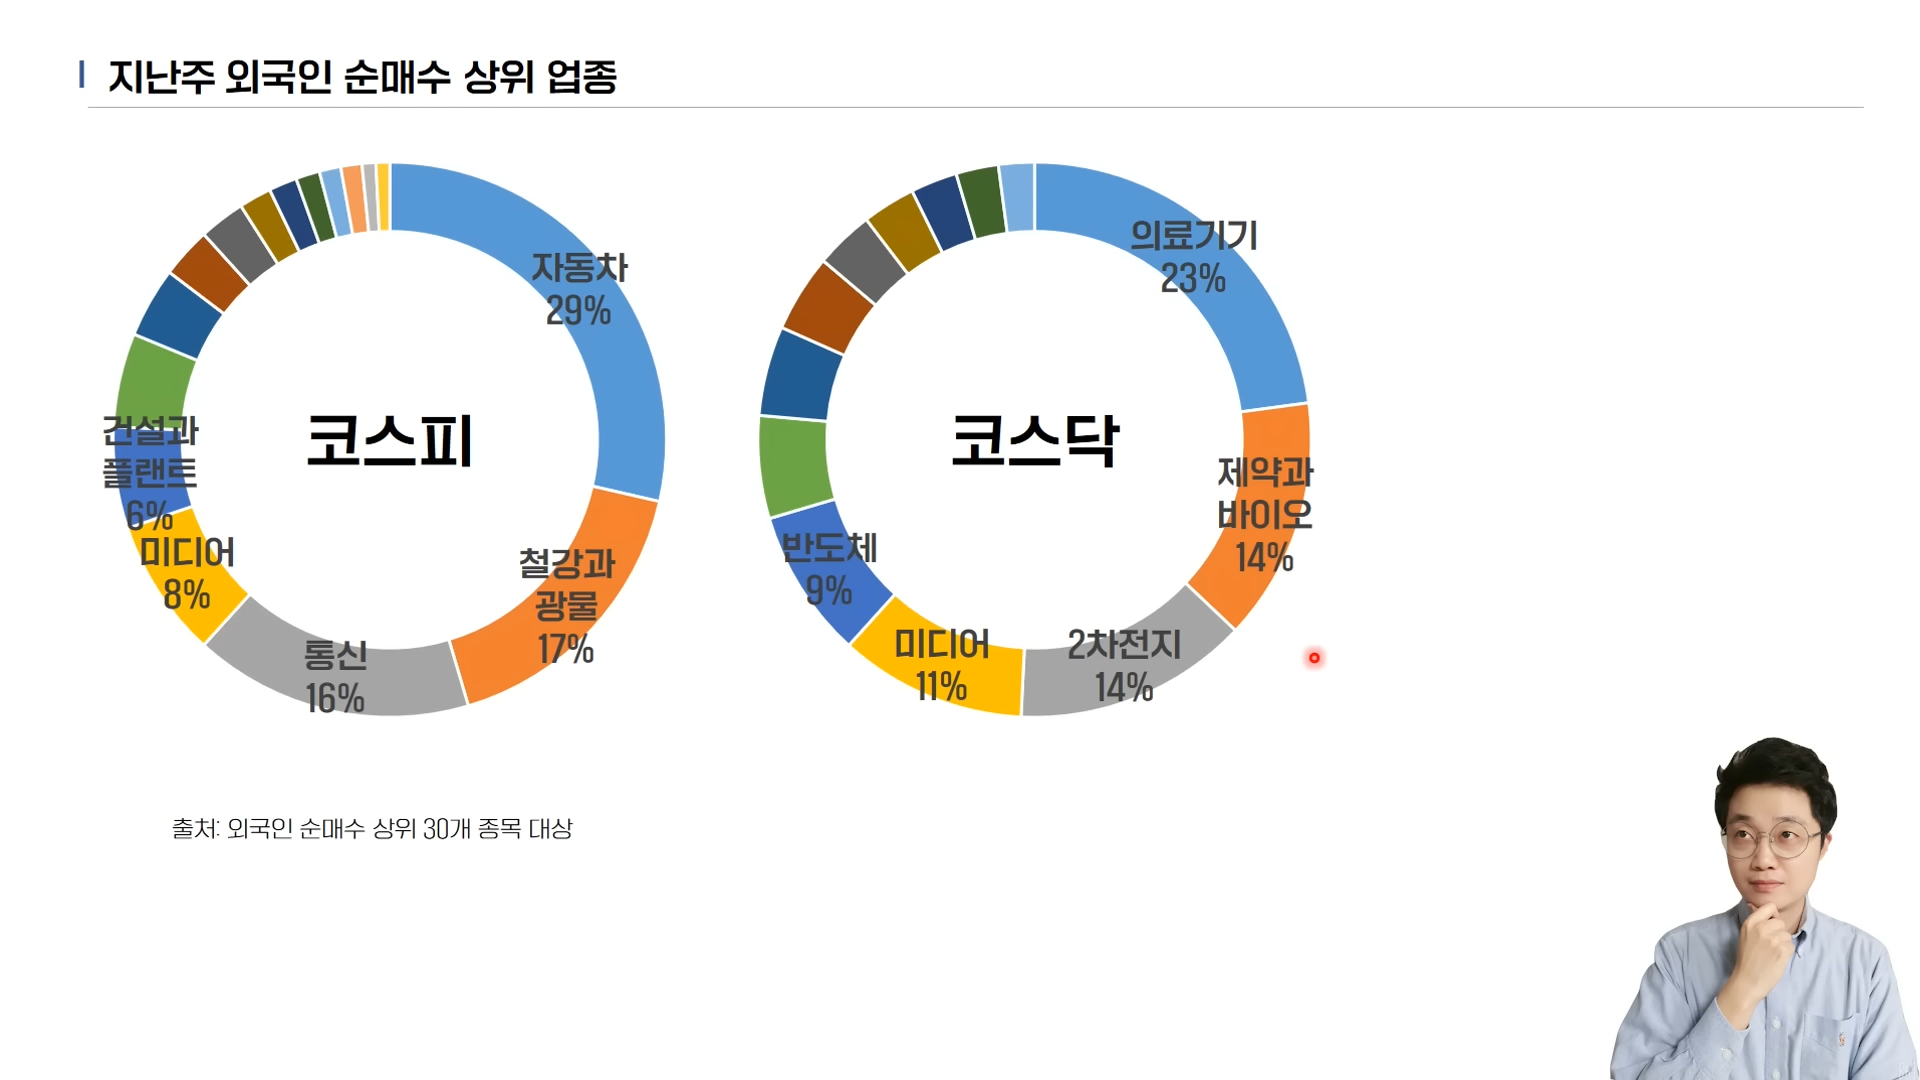 지난주 외국인 순매수 상위 업종
코스피
자동차
29%
철강과
광물
17%
통신
16%
미디어
8%
건설과
플랜트
6%
코스닥
의료기기
23%
제약과
바이오
14%
2차전지
14%
미디어
11%
반도체
9%
출처: 외국인 순매수 상위 30개 종목 대상